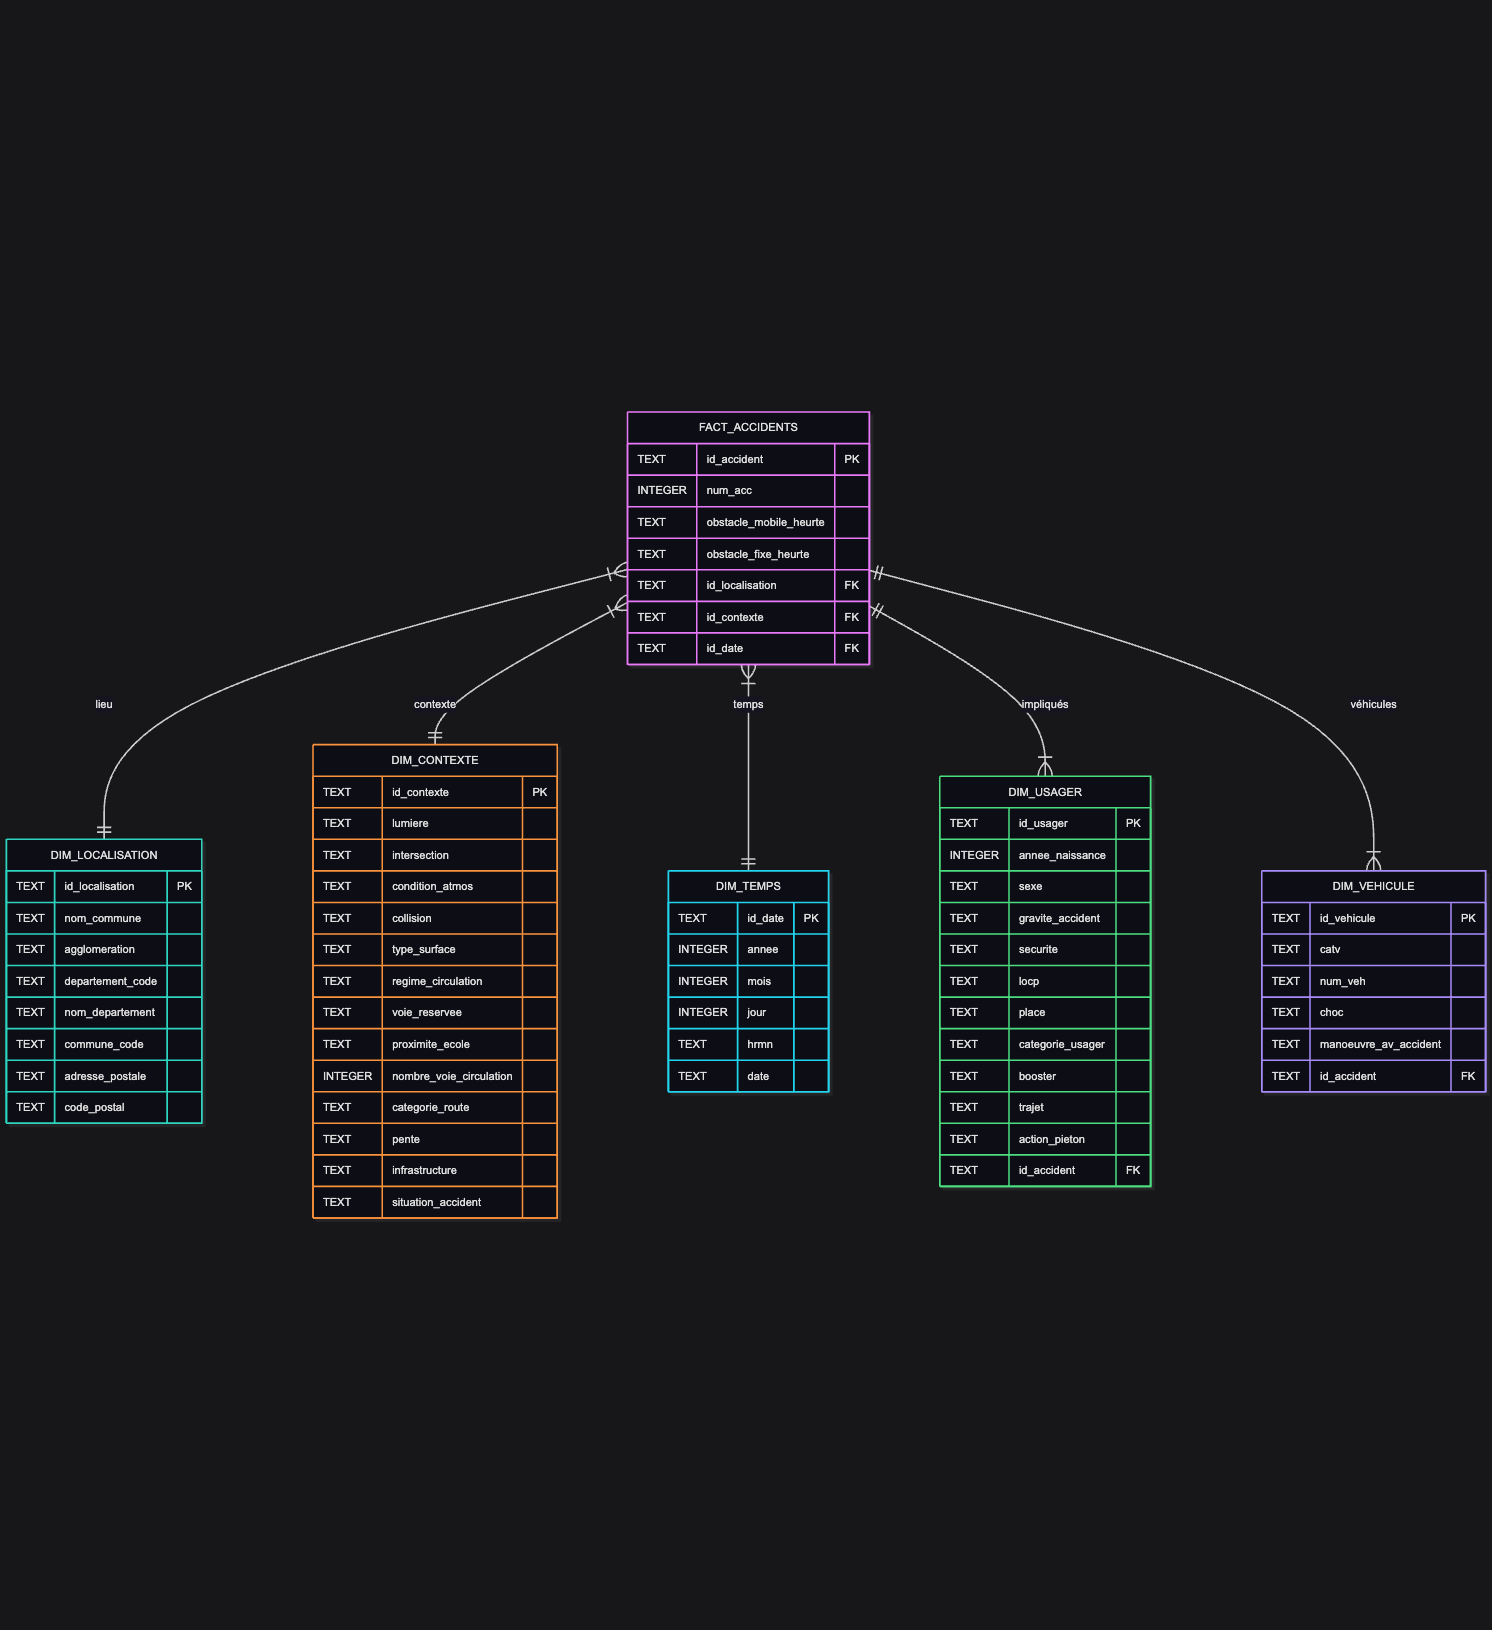 FACT_ACCIDENTS
TEXT id_accident PK
INTEGER num_acc
TEXT obstacle_mobile_heurte
TEXT obstacle_fixe_heurte
TEXT id_localisation FK
TEXT id_contexte FK
TEXT id_date FK
lieu
contexte
temps
impliqués
véhicules
DIM_LOCALISATION
TEXT id_localisation PK
TEXT nom_commune
TEXT agglomeration
TEXT departement_code
TEXT nom_departement
TEXT commune_code
TEXT adresse_postale
TEXT code_postal
DIM_CONTEXTE
TEXT id_contexte PK
TEXT lumiere
TEXT intersection
TEXT condition_atmos
TEXT collision
TEXT type_surface
TEXT regime_circulation
TEXT voie_reservee
TEXT proximite_ecole
INTEGER nombre_voie_circulation
TEXT categorie_route
TEXT pente
TEXT infrastructure
TEXT situation_accident
DIM_TEMPS
TEXT id_date PK
INTEGER annee
INTEGER mois
INTEGER jour
TEXT hrmn
TEXT date
DIM_USAGER
TEXT id_usager PK
INTEGER annee_naissance
TEXT sexe
TEXT gravite_accident
TEXT securite
TEXT locp
TEXT place
TEXT categorie_usager
TEXT booster
TEXT trajet
TEXT action_pieton
TEXT id_accident FK
DIM_VEHICULE
TEXT id_vehicule PK
TEXT catv
TEXT num_veh
TEXT choc
TEXT manoeuvre_av_accident
TEXT id_accident FK